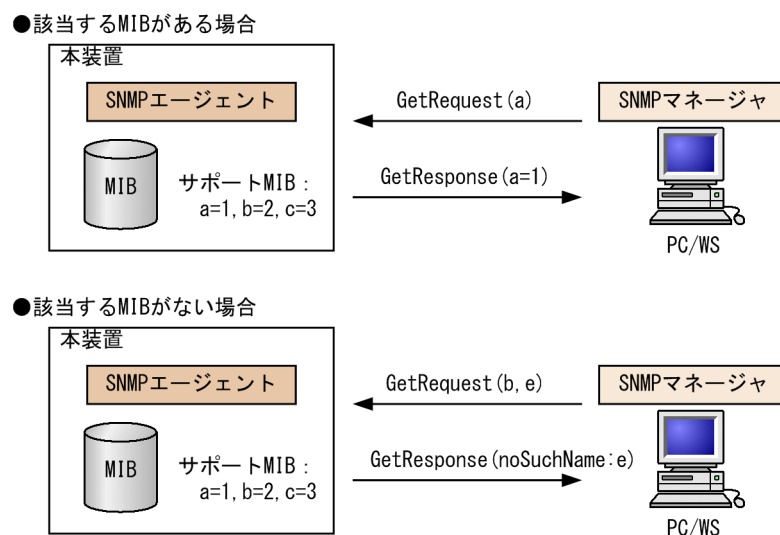 ●該当するMIBがある場合
本装置
SNMPエージェント
GetRequest(a)
SNMPマネージャ
MIB
サポートMIB：
a=1,b=2,c=3
GetResponse(a=1)
PC/WS
●該当するMIBがない場合
本装置
SNMPエージェント
GetRequest(b,e)
SNMPマネージャ
MIB
サポートMIB：
a=1,b=2,c=3
GetResponse(noSuchName:e)
PC/WS